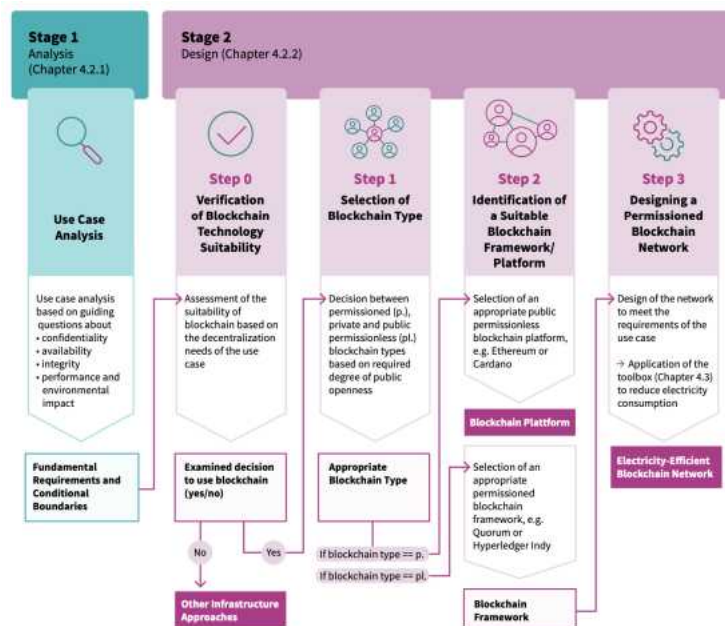 Stage 1
Analysis
(Chapter 4.2.1)
Stage 2
Design (Chapter 4.2.2)
Use Case
Analysis
Use case analysis
based on guiding
questions about
• confidentiality
• availability
• integrity
• performance and
environmental
impact
Fundamental
Requirements and
Conditional
Boundaries
Step 0
Verification
of Blockchain
Technology
Suitability
Assessment of the
suitability of
blockchain based on
the decentralization
needs of the use
case
Examined decision
to use blockchain
(yes/no)
No
Yes
Other Infrastructure
Approaches
Step 1
Selection of
Blockchain Type
Decision between
permissioned (p.),
private and public
permissionless (pl.)
blockchain types
based on required
degree of public
openness
Appropriate
Blockchain Type
If blockchain type == p.
If blockchain type == pl.
Step 2
Identification of
a Suitable
Blockchain
Framework/
Platform
Selection of an
appropriate public
permissionless
blockchain platform,
e.g. Ethereum or
Cardano
Blockchain Plattform
Selection of an
appropriate
permissioned
blockchain
framework, e.g.
Quorum or
Hyperledger Indy
Blockchain
Framework
Step 3
Designing a
Permissioned
Blockchain
Network
Design of the network
to meet the
requirements of the
use case
→ Application of the
toolbox (Chapter 4.3)
to reduce electricity
consumption
Electricity-Efficient
Blockchain Network